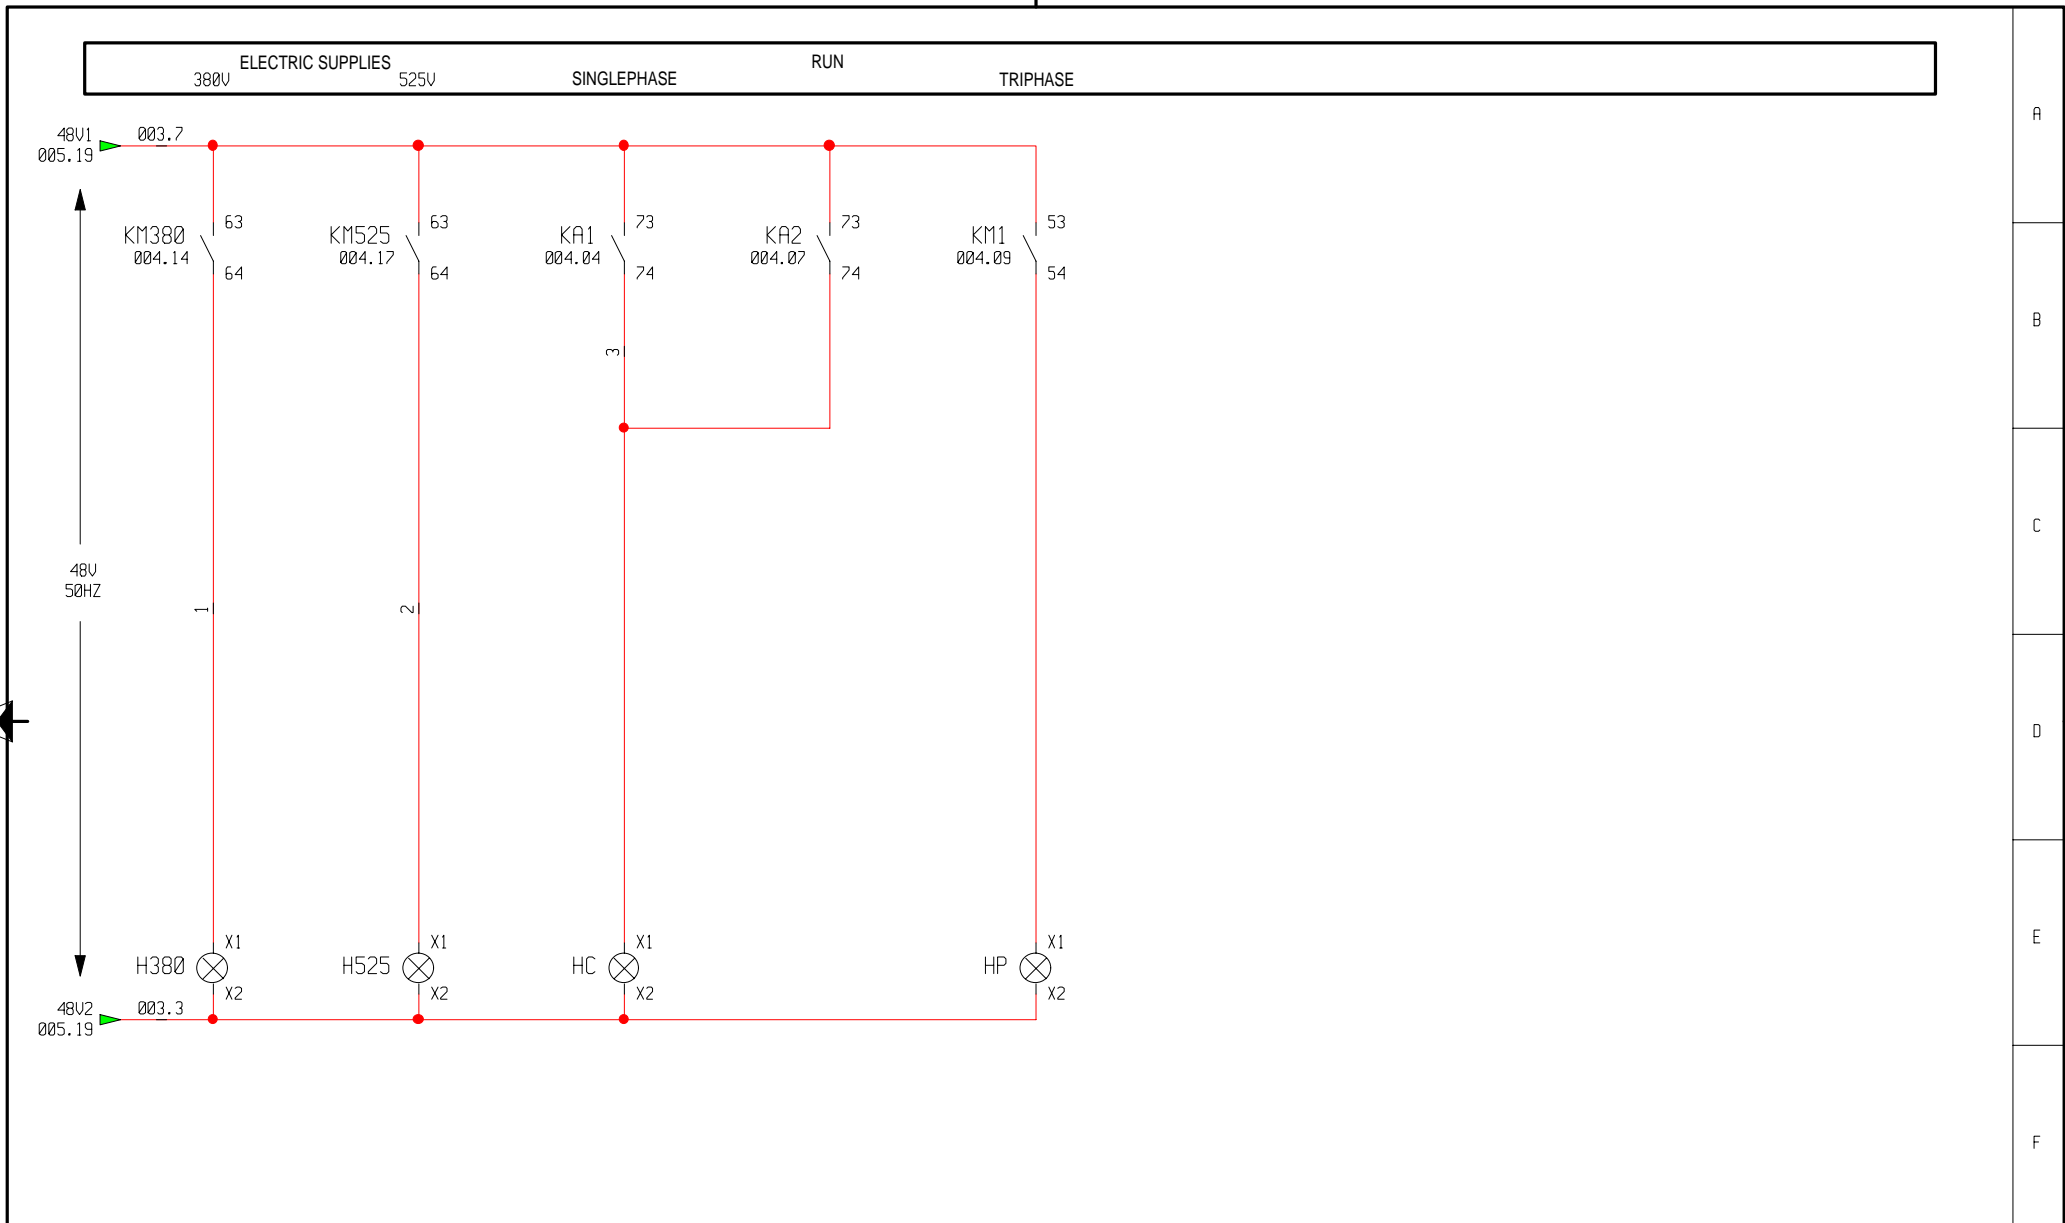 ELECTRIC SUPPLIES RUN
380V 525V SINGLEPHASE TRIPHASE
A
48V1 003.7
005.19
63 63 73 73 53
KM380 KM525 KA1 KA2 KM1
004.14 004.17 004.04 004.07 004.09
64 64 74 74 54
B
3
C
48V
50HZ
1 2
D
X1 X1 X1 X1
E
H380 H525 HC HP
X2 X2 X2 X2
48V2 003.3
005.19
F